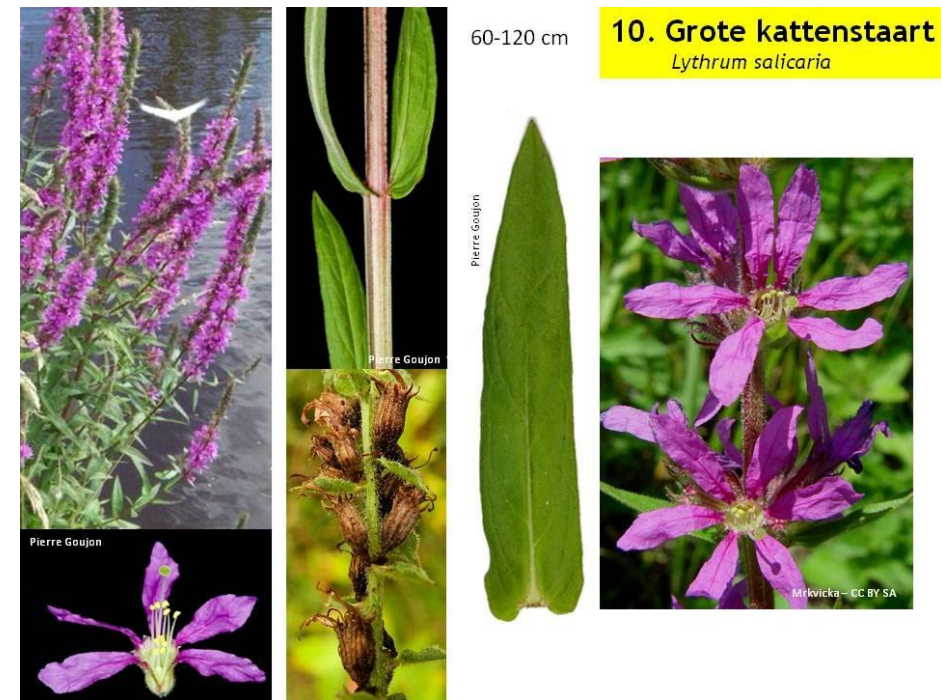 60-120 cm
10. Grote kattenstaart
Lythrum salicaria
Pierre Goujon
Pierre Goujon
Pierre Goujon
Mrkvicka – CC BY SA